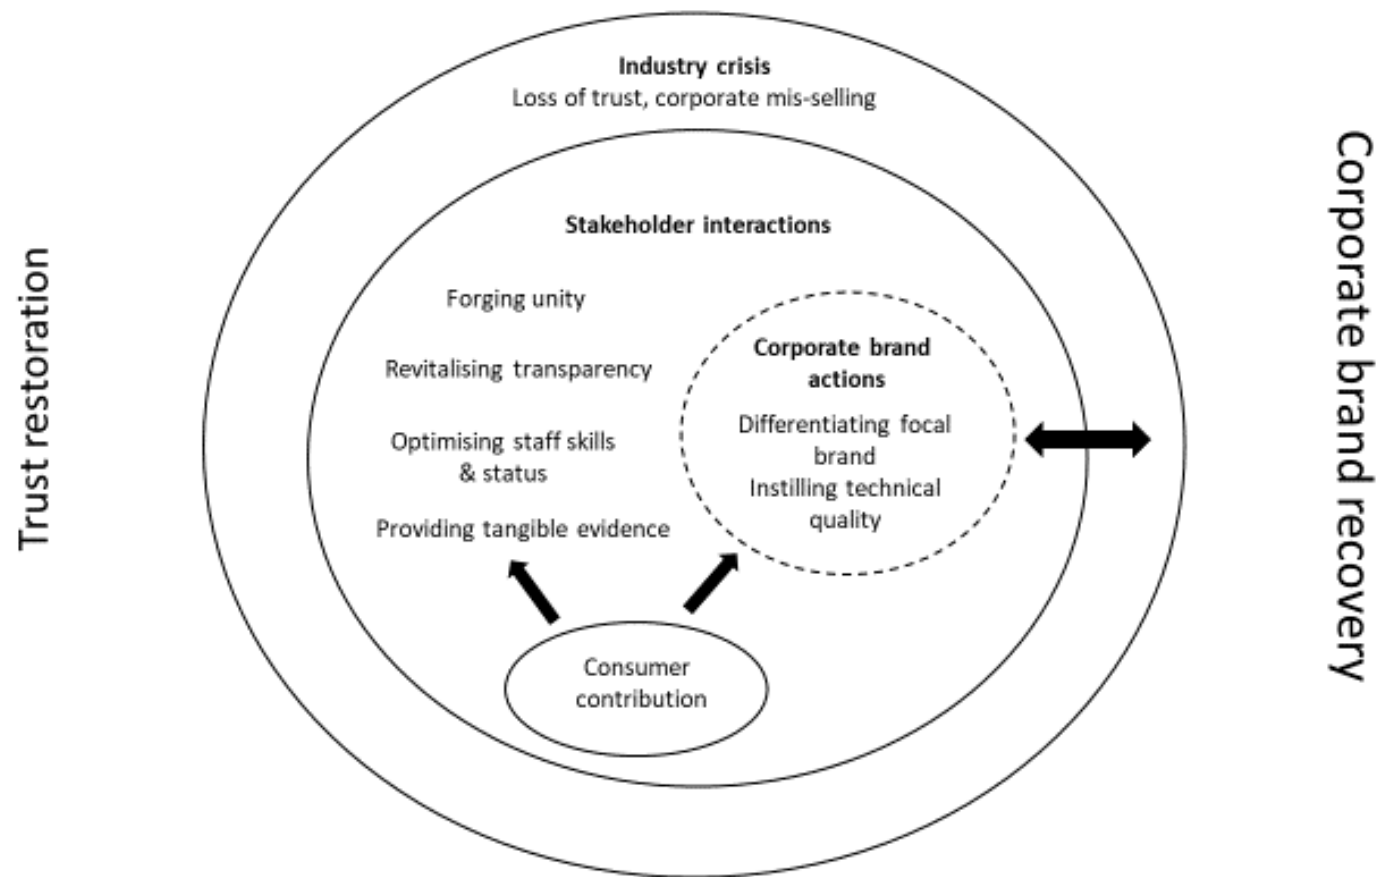 Industry crisis
Loss of trust, corporate mis-selling
Stakeholder interactions
Forging unity
Revitalising transparency
Optimising staff skills
& status
Providing tangible evidence
Corporate brand
actions
Differentiating focal
brand
Instilling technical
quality
Consumer
contribution
Trust restoration
Corporate brand recovery